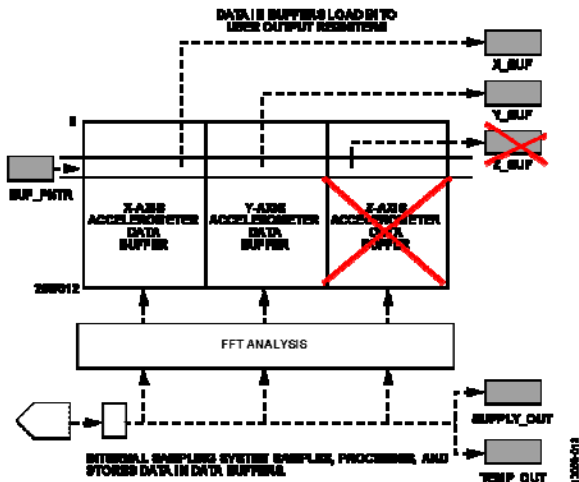 DATA IN BUFFERS LOAD INTO
USER OUTPUT REGISTERS
X_BUF
Y_BUF
Z_BUF
0
BUF_PNTR
X-AXIS
ACCELEROMETER
DATA
BUFFER
Y-AXIS
ACCELEROMETER
DATA
BUFFER
Z-AXIS
ACCELEROMETER
DATA
BUFFER
FFT ANALYSIS
SUPPLY_OUT
INTERNAL SAMPLING SYSTEM SAMPLES, PROCESSES, AND
STORES DATA IN DATA BUFFERS.
TEMP_OUT